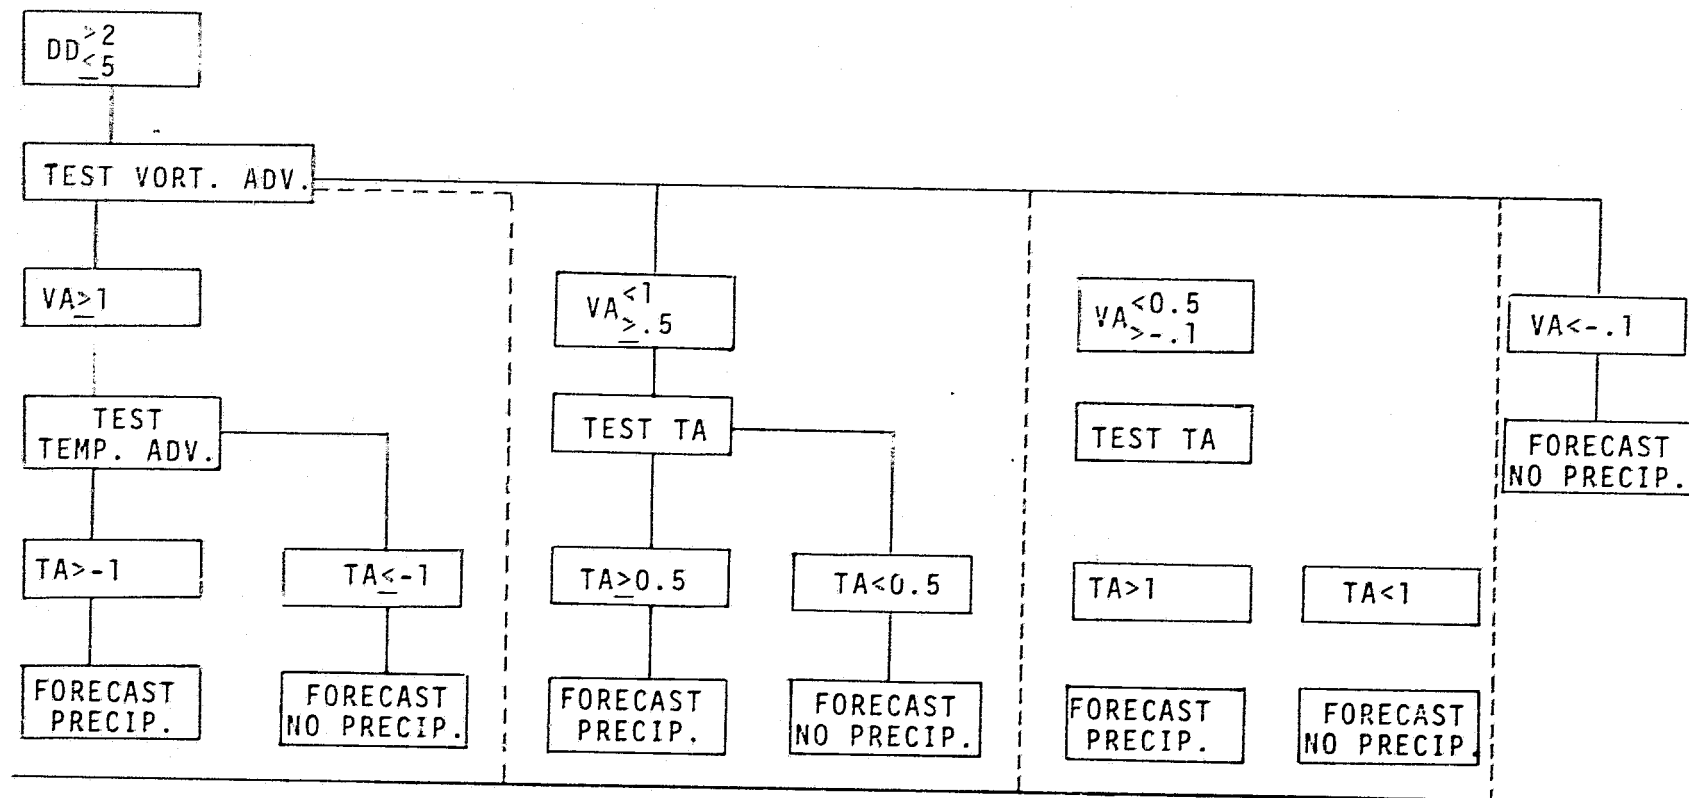 DD >2
≤5
TEST VORT. ADV.
VA≥1
TEST
TEMP. ADV.
TA>-1
TA≤-1
FORECAST
PRECIP.
FORECAST
NO PRECIP.
VA <1
≥.5
TEST TA
TA≥0.5
TA<0.5
FORECAST
PRECIP.
FORECAST
NO PRECIP.
VA <0.5
>-.1
TEST TA
TA>1
TA<1
FORECAST
PRECIP.
FORECAST
NO PRECIP.
VA<-.1
FORECAST
NO PRECIP.